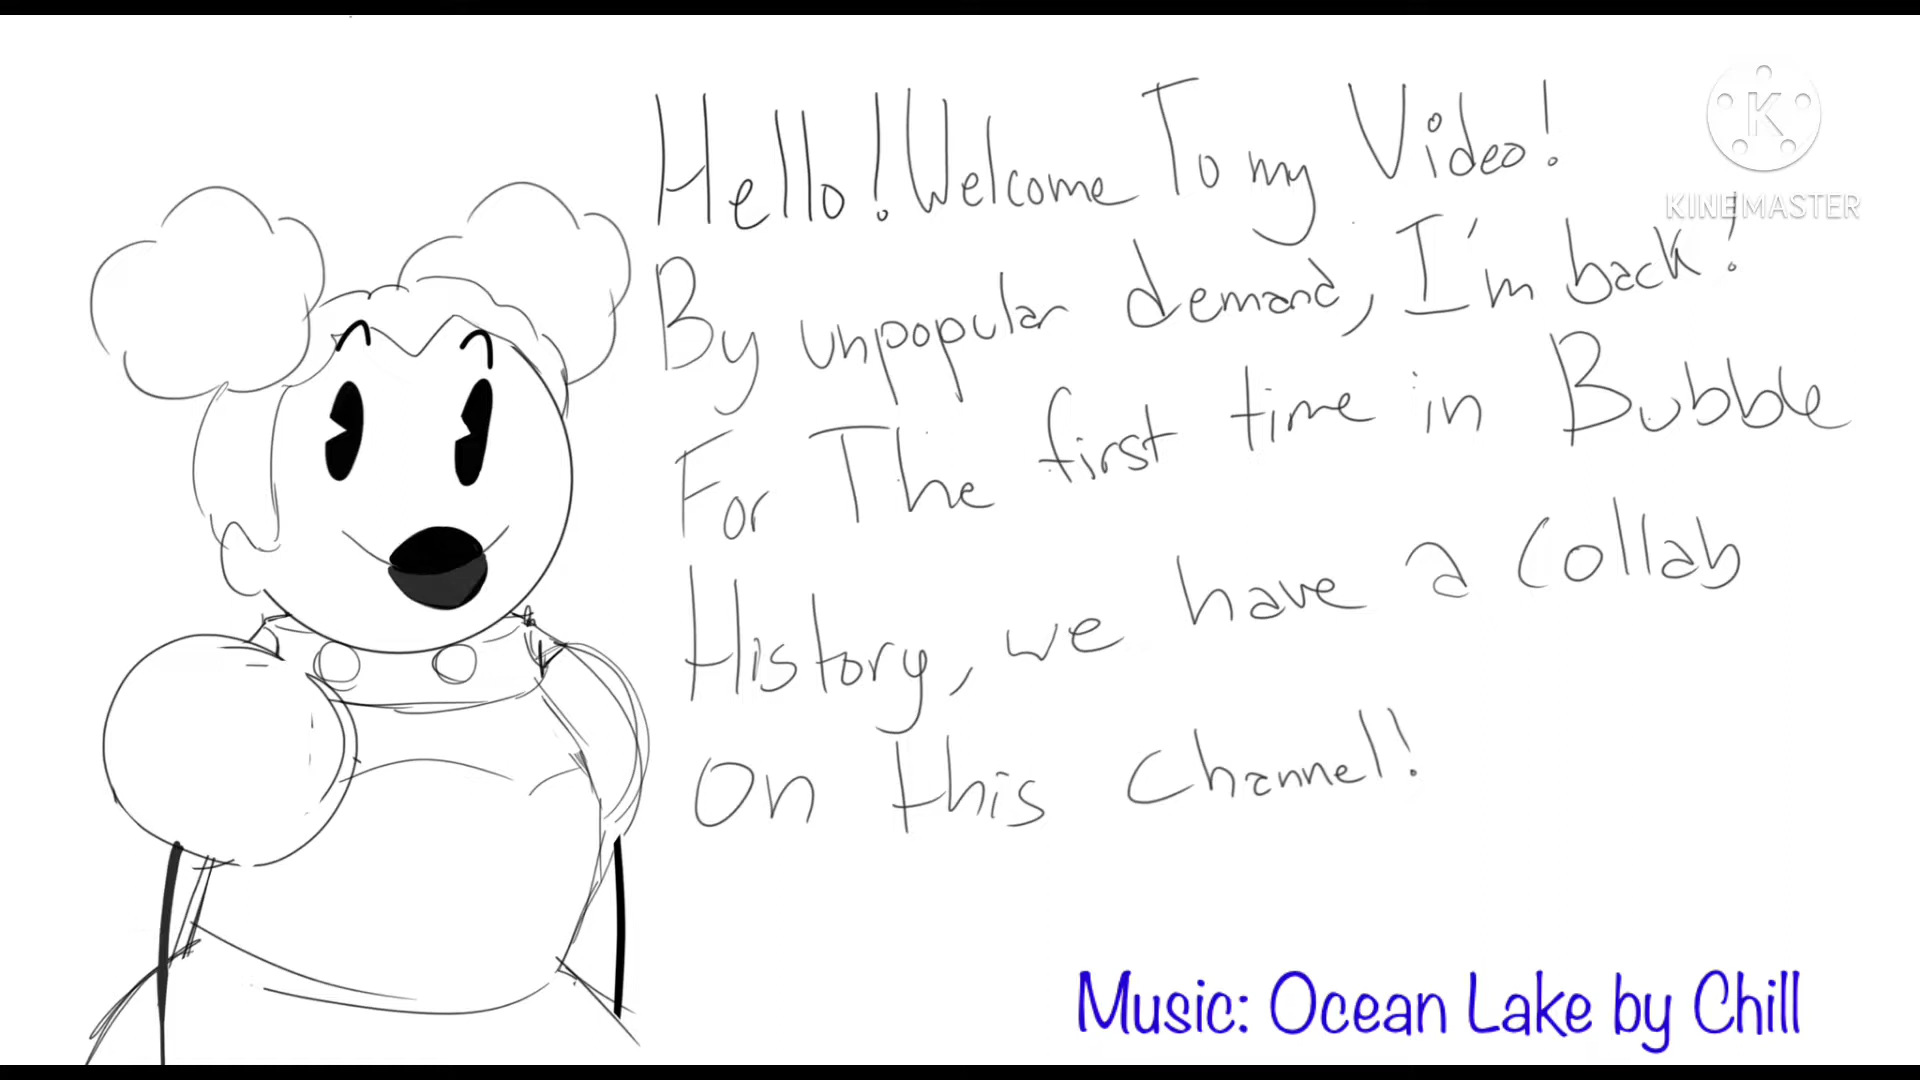 Hello! Welcome To my Video!
K
KINEMASTER
By unpopular demand, I'm back!
For The first time in Bubble
History, we have a collab
on this channel!
Music: Ocean Lake by Chill